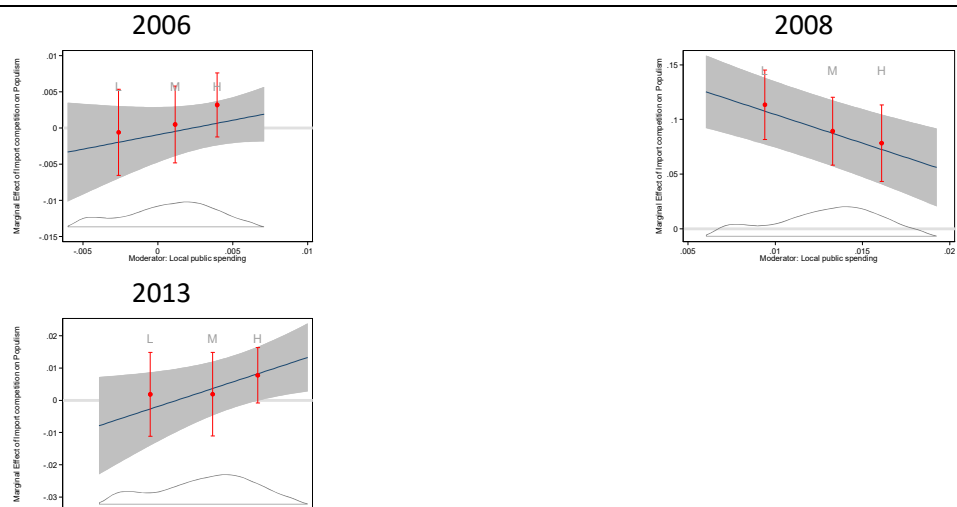 2006
Marginal Effect of Import competition on Populism
.01
.005
0
-.005
-.01
-.015
L
M
H
-.005
0
.005
.01
Moderator: Local public spending
2008
Marginal Effect of Import competition on Populism
.15
.1
.05
0
L
M
H
.005
.01
.015
.02
Moderator: Local public spending
2013
Marginal Effect of Import competition on Populism
.02
.01
0
-.01
-.02
-.03
L
M
H